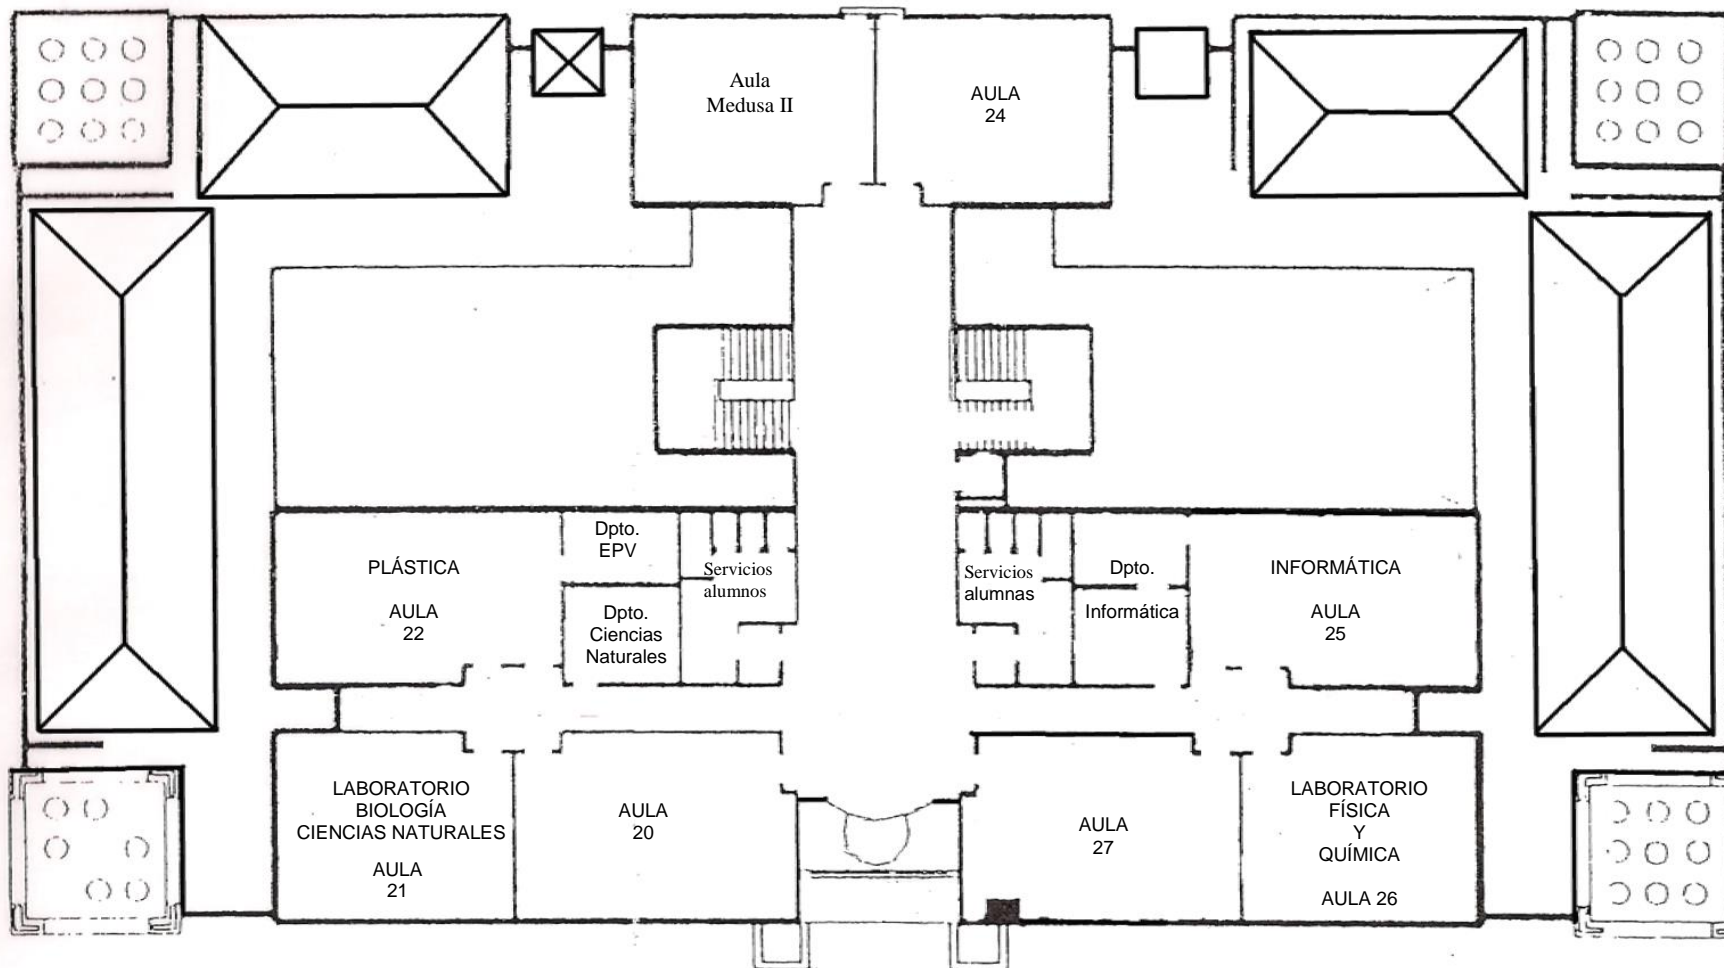 Aula
Medusa II
AULA
24
PLÁSTICA
AULA
22
Dpto.
EPV
Dpto.
Ciencias
Naturales
Servicios
alumnos
Servicios
alumnas
Dpto.
Informática
INFORMÁTICA
AULA
25
LABORATORIO
BIOLOGÍA
CIENCIAS NATURALES
AULA
21
AULA
20
AULA
27
LABORATORIO
FÍSICA
Y
QUÍMICA
AULA 26